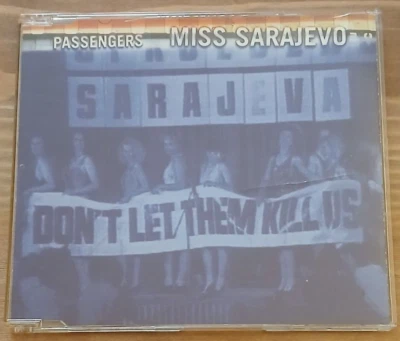 PASSENGERS MISS SARAJEVO
SARAJEVA
DON'T LET THEM KILL US